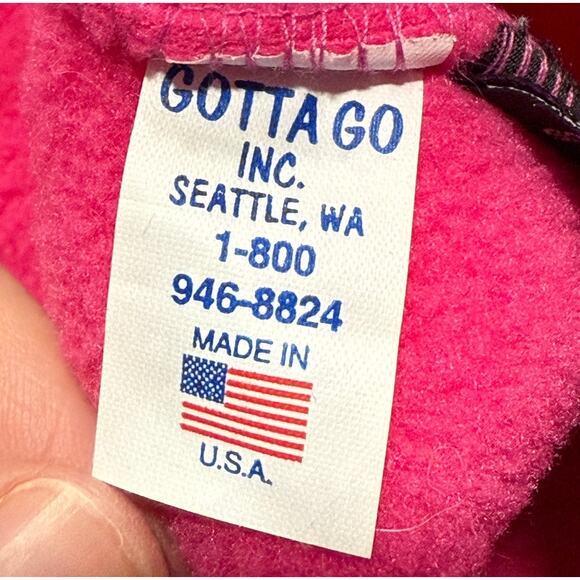 GOTTA GO
INC.
SEATTLE, WA
1-800
946-8824
MADE IN
U.S.A.